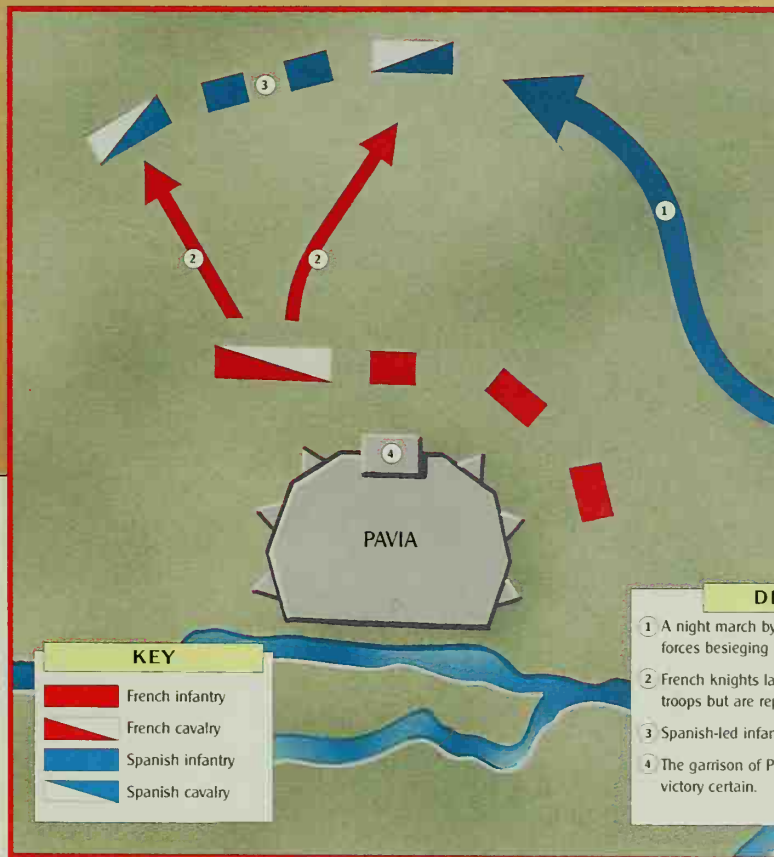 3
1
2
2
4
PAVIA
KEY
French infantry
French cavalry
Spanish infantry
Spanish cavalry
1 A night march by
forces besieging
2 French knights la
troops but are rep
3 Spanish-led infan
4 The garrison of P
victory certain.